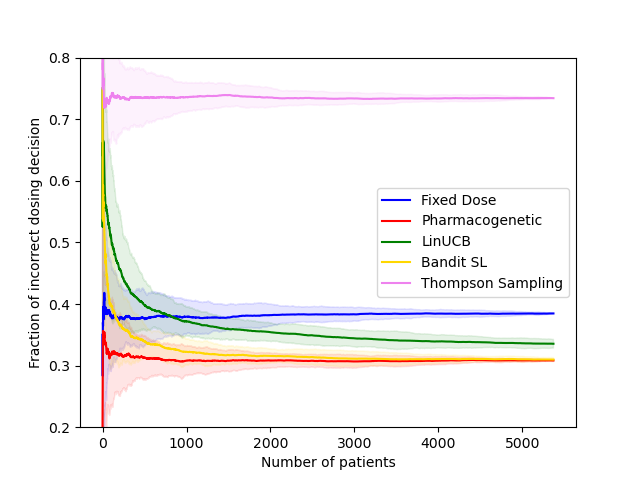 0.8
0.7
0.6
0.5
0.4
0.3
0.2
Fraction of incorrect dosing decision
Fixed Dose
Pharmacogenetic
LinUCB
Bandit SL
Thompson Sampling
0 1000 2000 3000 4000 5000
Number of patients